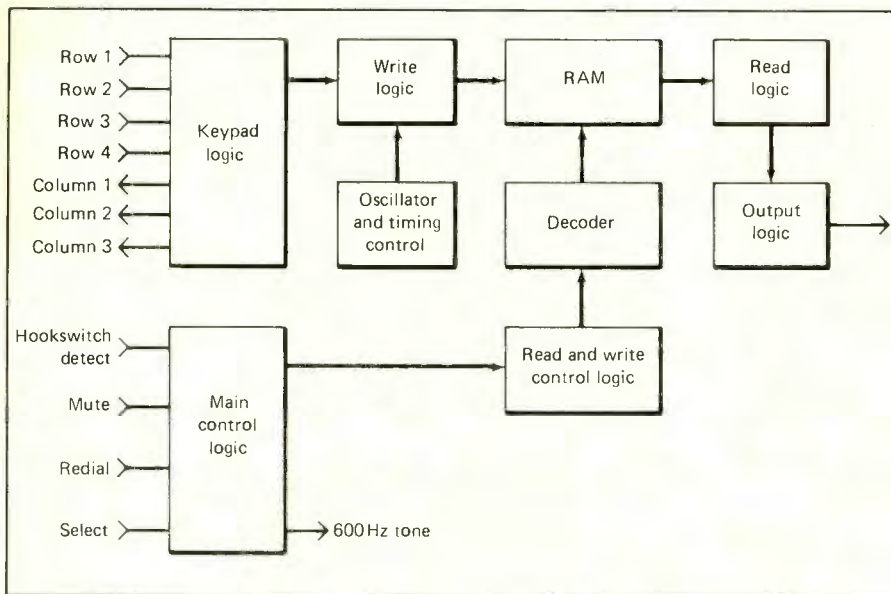 Row 1
Row 2
Row 3
Row 4
Column 1
Column 2
Column 3
Keypad
logic
Write
logic
RAM
Read
logic
Oscillator
and timing
control
Decoder
Output
logic
Hookswitch
detect
Mute
Redial
Select
Main
control
logic
Read and write
control logic
600Hz tone